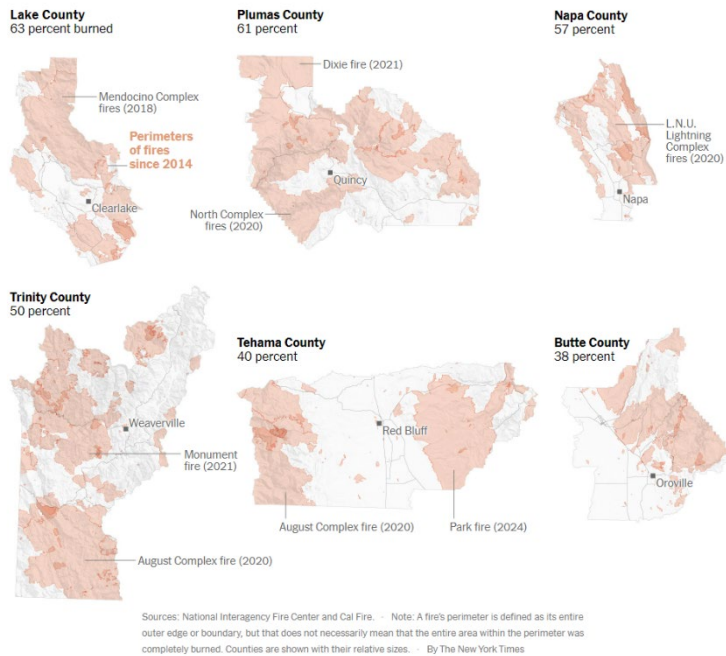 Lake County
63 percent burned
Mendocino Complex
fires (2018)
Perimeters
of fires
since 2014
Clearlake
Plumas County
61 percent
Dixie fire (2021)
Quincy
North Complex
fires (2020)
Napa County
57 percent
L.N.U.
Lightning
Complex
fires (2020)
Napa
Trinity County
50 percent
Weaverville
Monument
fire (2021)
August Complex fire (2020)
Tehama County
40 percent
Red Bluff
August Complex fire (2020)
Park fire (2024)
Butte County
38 percent
Oroville
Sources: National Interagency Fire Center and Cal Fire. · Note: A fire's perimeter is defined as its entire
outer edge or boundary, but that does not necessarily mean that the entire area within the perimeter was
completely burned. Counties are shown with their relative sizes. · By The New York Times